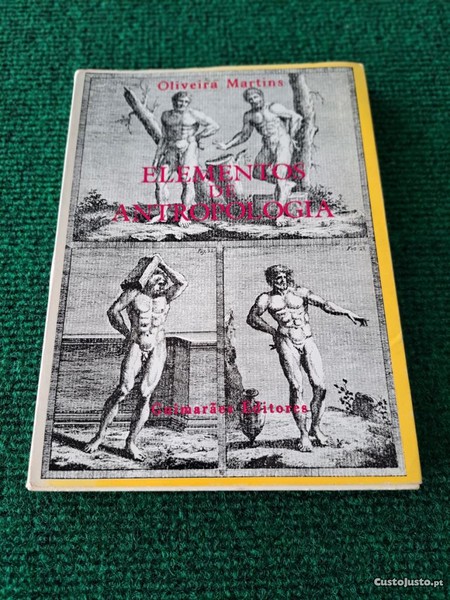 Oliveira Martins
ELEMENTOS
DE
ANTROPOLOGIA
Guimarães Editores
CustoJusto.pt